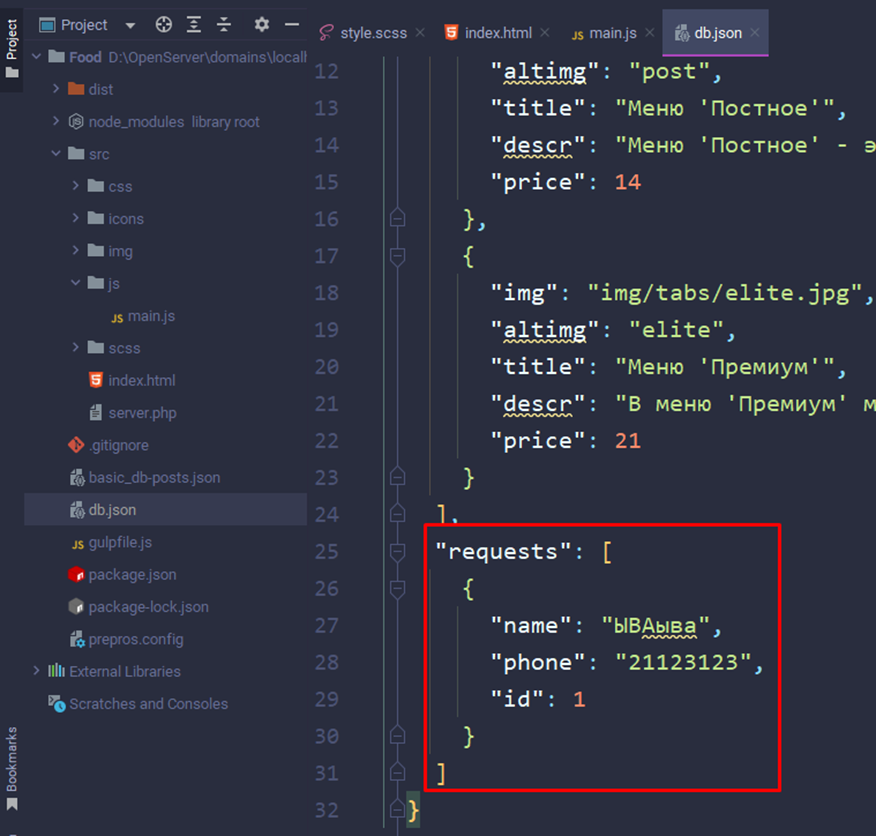 Project
Project
style.scss
index.html
main.js
db.json
Food D:\OpenServer\domains\local
dist
node_modules library root
src
css
icons
img
js
JS main.js
scss
index.html
server.php
.gitignore
basic_db-posts.json
db.json
JS gulpfile.js
package.json
package-lock.json
prepros.config
External Libraries
Scratches and Consoles
Bookmarks
12 "altimg": "post",
13 "title": "Меню 'Постное'",
14 "descr": "Меню 'Постное' - э
15 "price": 14
16 },
17 {
18 "img": "img/tabs/elite.jpg",
19 "altimg": "elite",
20 "title": "Меню 'Премиум'",
21 "descr": "В меню 'Премиум' м
22 "price": 21
23 }
24 ],
25 "requests": [
26 {
27 "name": "ЫВАыва",
28 "phone": "21123123",
29 "id": 1
30 }
31 ]
32 }